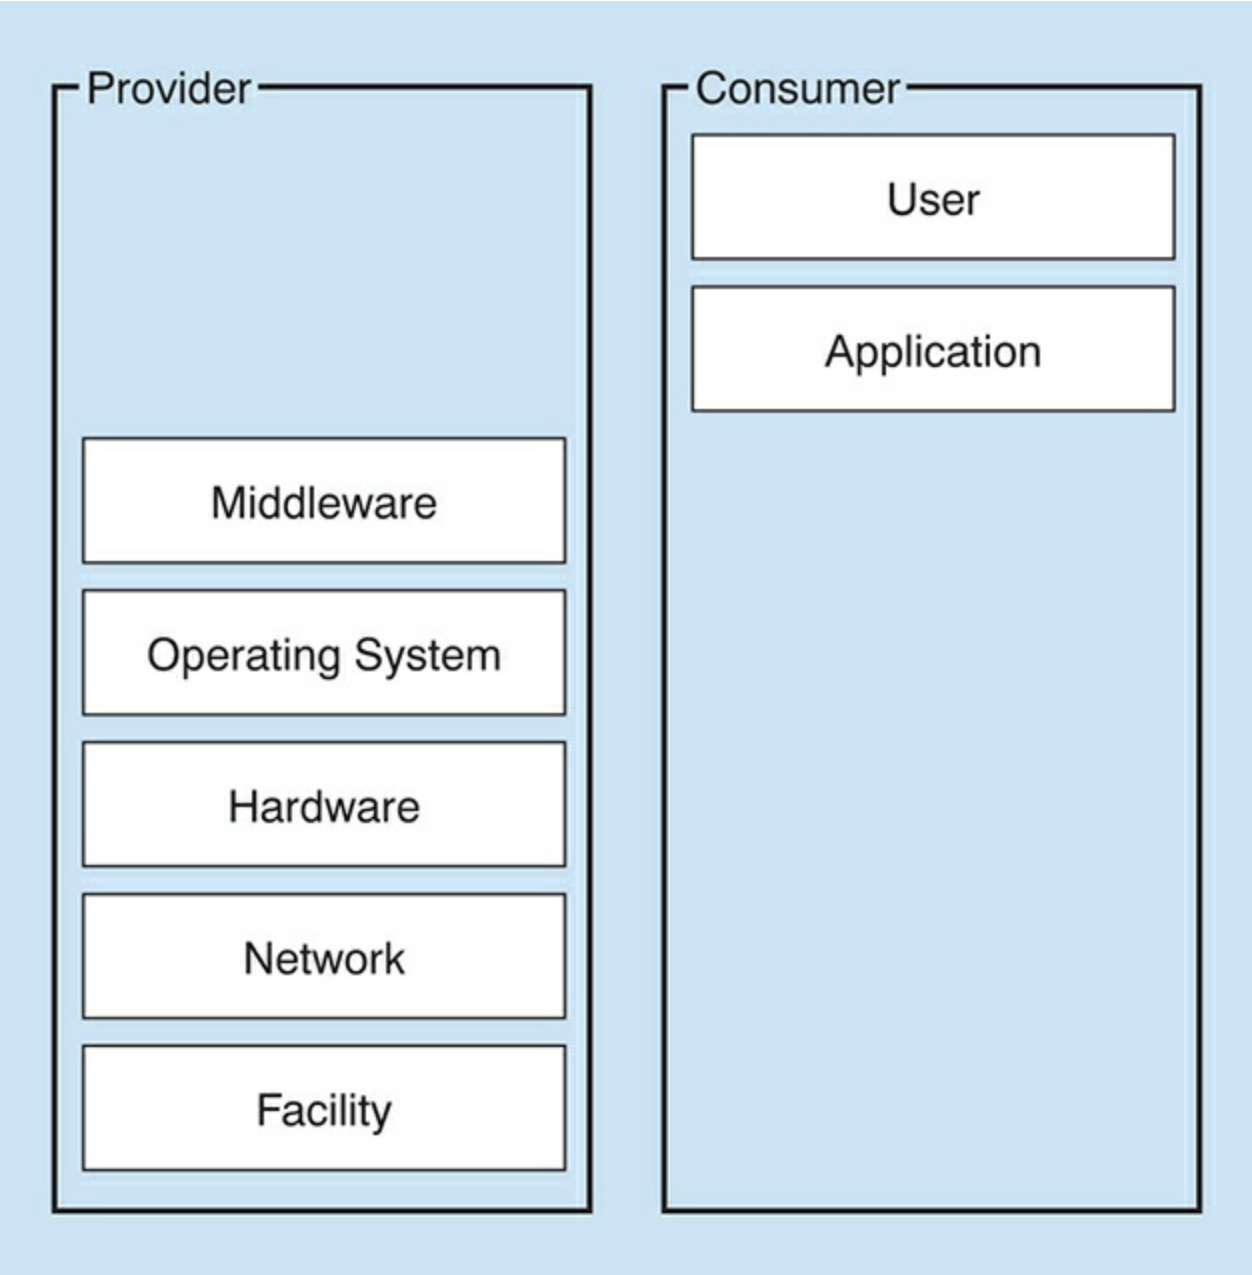 Provider
Middleware
Operating System
Hardware
Network
Facility
Consumer
User
Application